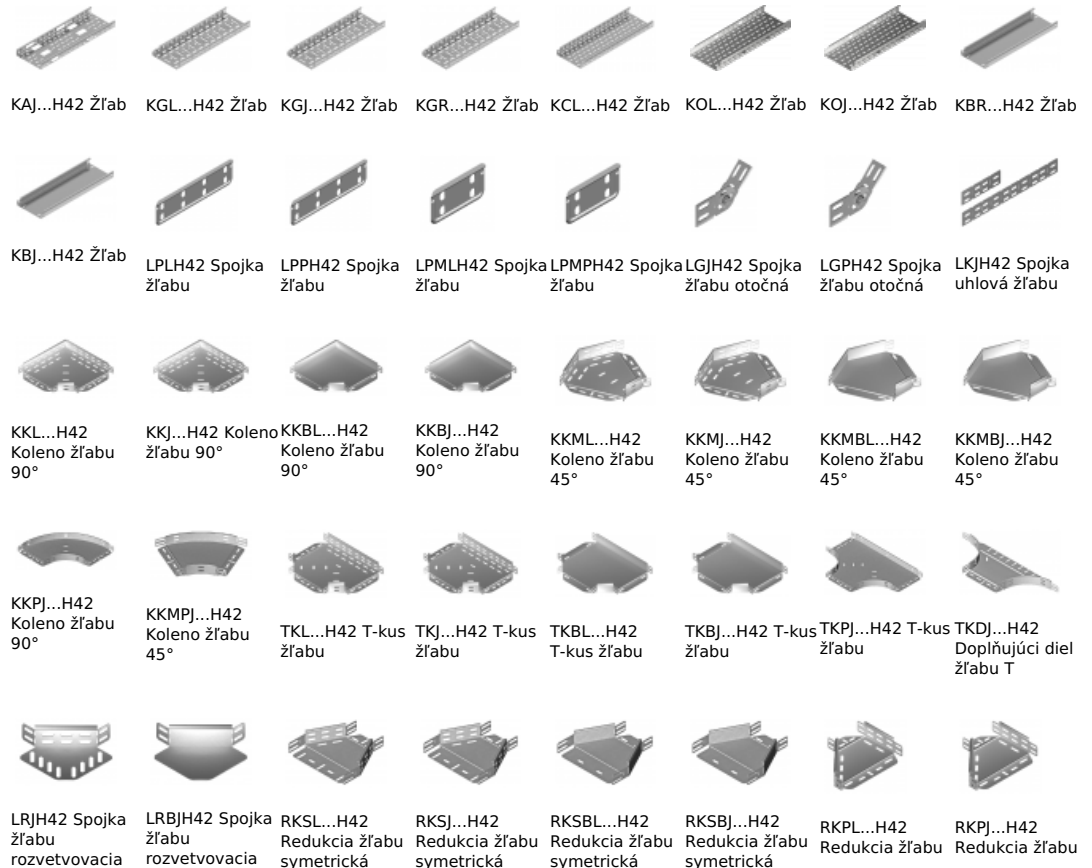 KAJ...H42 Žľab
KGL...H42 Žľab
KGJ...H42 Žľab
KGR...H42 Žľab
KCL...H42 Žľab
KOL...H42 Žľab
KOJ...H42 Žľab
KBR...H42 Žľab
KBJ...H42 Žľab
LPLH42 Spojka
žľabu
LPPH42 Spojka
žľabu
LPMLH42 Spojka
žľabu
LPMPH42 Spojka
žľabu
LGJH42 Spojka
žľabu otočná
LGPH42 Spojka
žľabu otočná
LKJH42 Spojka
uhlová žľabu
KKL...H42
Koleno žľabu
90°
KKJ...H42 Koleno
žľabu 90°
KKBL...H42
Koleno žľabu
90°
KKBJ...H42
Koleno žľabu
90°
KKML...H42
Koleno žľabu
45°
KKMJ...H42
Koleno žľabu
45°
KKMBL...H42
Koleno žľabu
45°
KKMBJ...H42
Koleno žľabu
45°
KKPJ...H42
Koleno žľabu
90°
KKMPJ...H42
Koleno žľabu
45°
TKL...H42 T-kus
žľabu
TKJ...H42 T-kus
žľabu
TKBL...H42
T-kus žľabu
TKBJ...H42 T-kus
žľabu
TKPJ...H42 T-kus
žľabu
TKDJ...H42
Doplňujúci diel
žľabu T
LRJH42 Spojka
žľabu
rozvetvovacia
LRBJH42 Spojka
žľabu
rozvetvovacia
RKSL...H42
Redukcia žľabu
symetrická
RKSJ...H42
Redukcia žľabu
symetrická
RKSBL...H42
Redukcia žľabu
symetrická
RKSBJ...H42
Redukcia žľabu
symetrická
RKPL...H42
Redukcia žľabu
RKPJ...H42
Redukcia žľabu